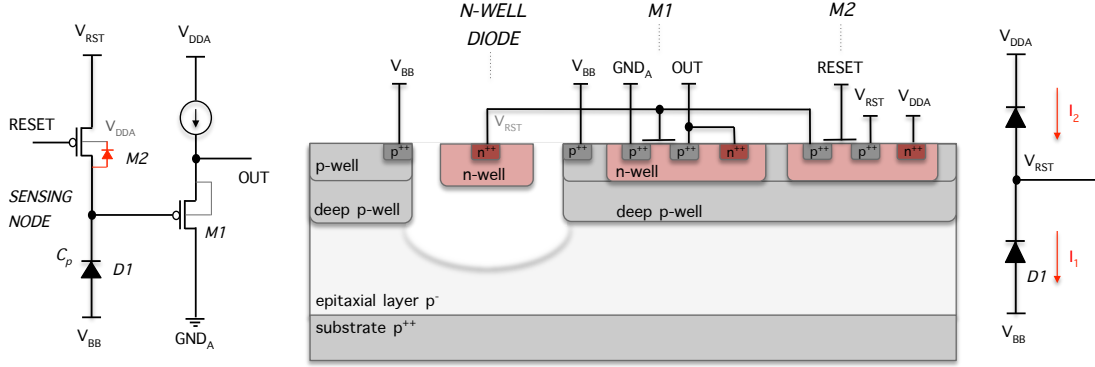 V_RST
V_DDA
RESET
V_DDA
M2
OUT
SENSING
NODE
M1
C_p
D1
V_BB
GND_A
N-WELL
DIODE
M1
M2
V_BB
V_BB
GND_A
OUT
RESET
V_RST
V_DDA
V_RST
p-well
p⁺⁺
n⁺⁺
p⁺⁺
p⁺⁺
p⁺⁺
n⁺⁺
p⁺⁺
p⁺⁺
n⁺⁺
n-well
n-well
deep p-well
deep p-well
epitaxial layer p⁻
substrate p⁺⁺
V_DDA
I_2
V_RST
D1
I_1
V_BB